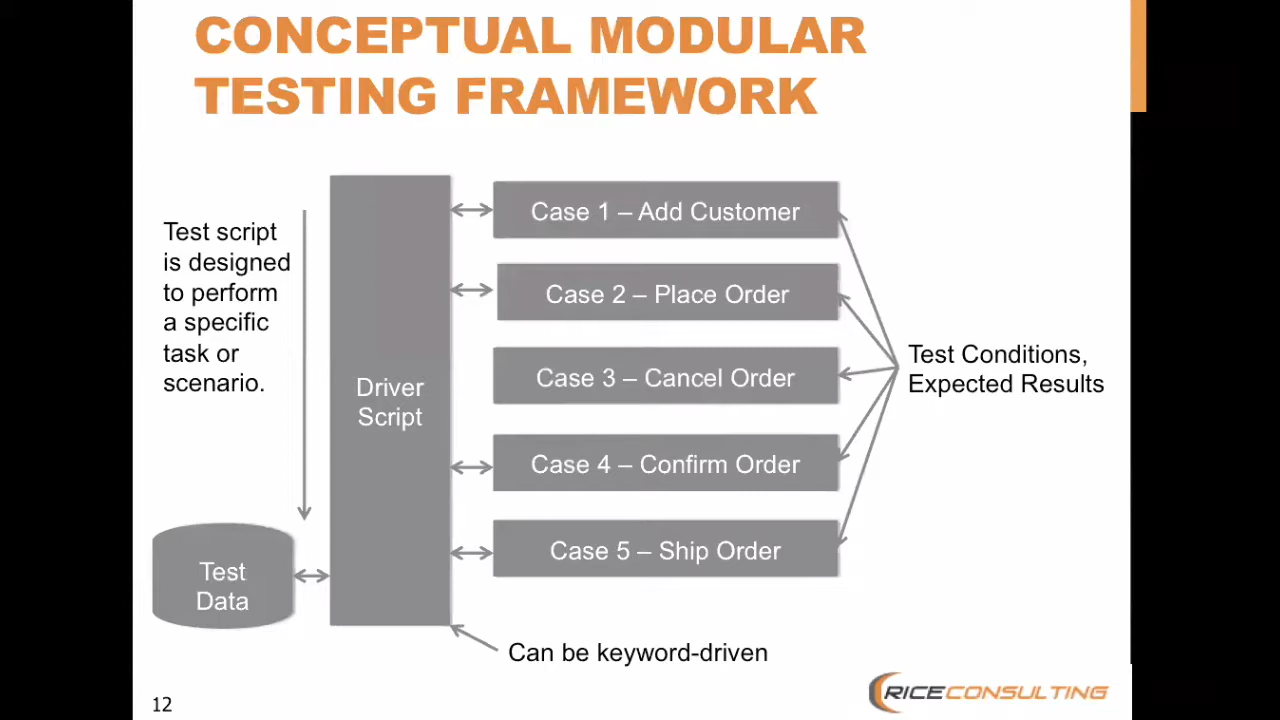 CONCEPTUAL MODULAR
TESTING FRAMEWORK
Test script
is designed
to perform
a specific
task or
scenario.
Driver
Script
Case 1 – Add Customer
Case 2 – Place Order
Case 3 – Cancel Order
Case 4 – Confirm Order
Case 5 – Ship Order
Test Conditions,
Expected Results
Test
Data
Can be keyword-driven
12
RICE CONSULTING